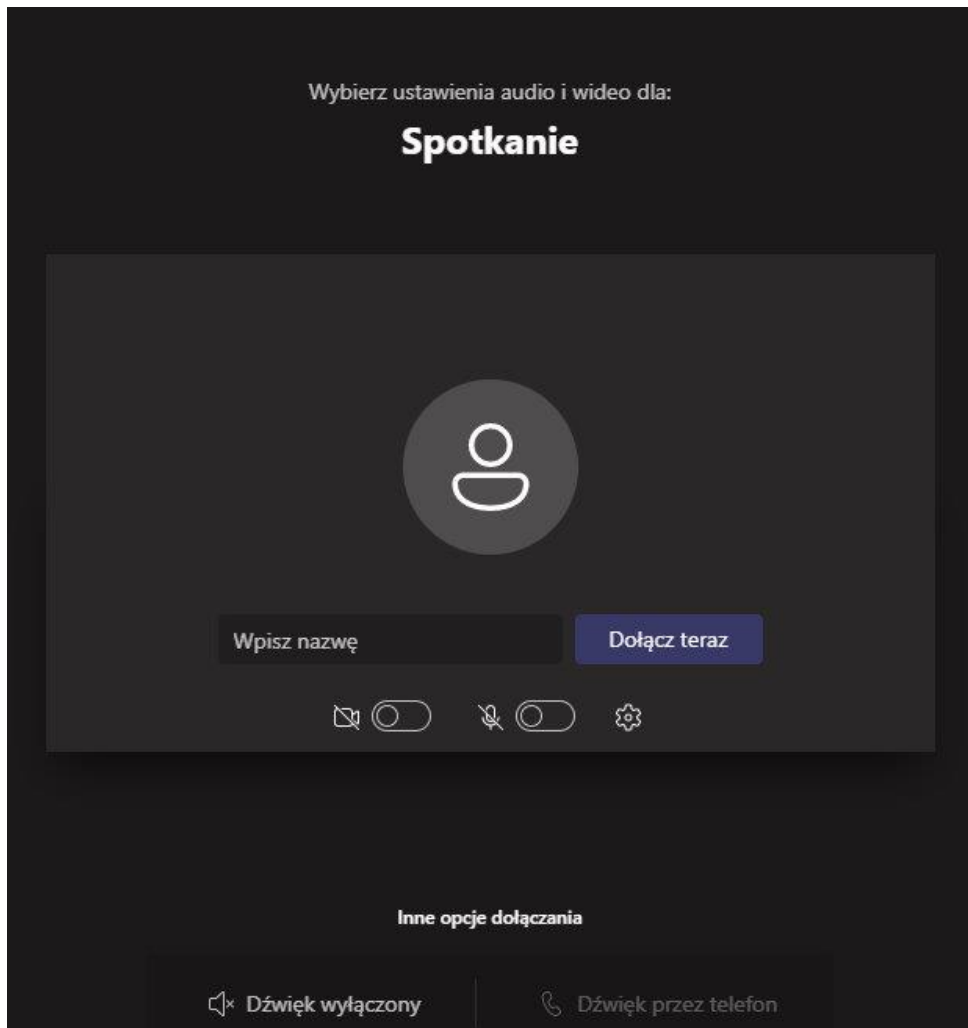 Wybierz ustawienia audio i wideo dla:
Spotkanie
Wpisz nazwę
Dołącz teraz
Inne opcje dołączania
Dźwięk wyłączony
Dźwięk przez telefon